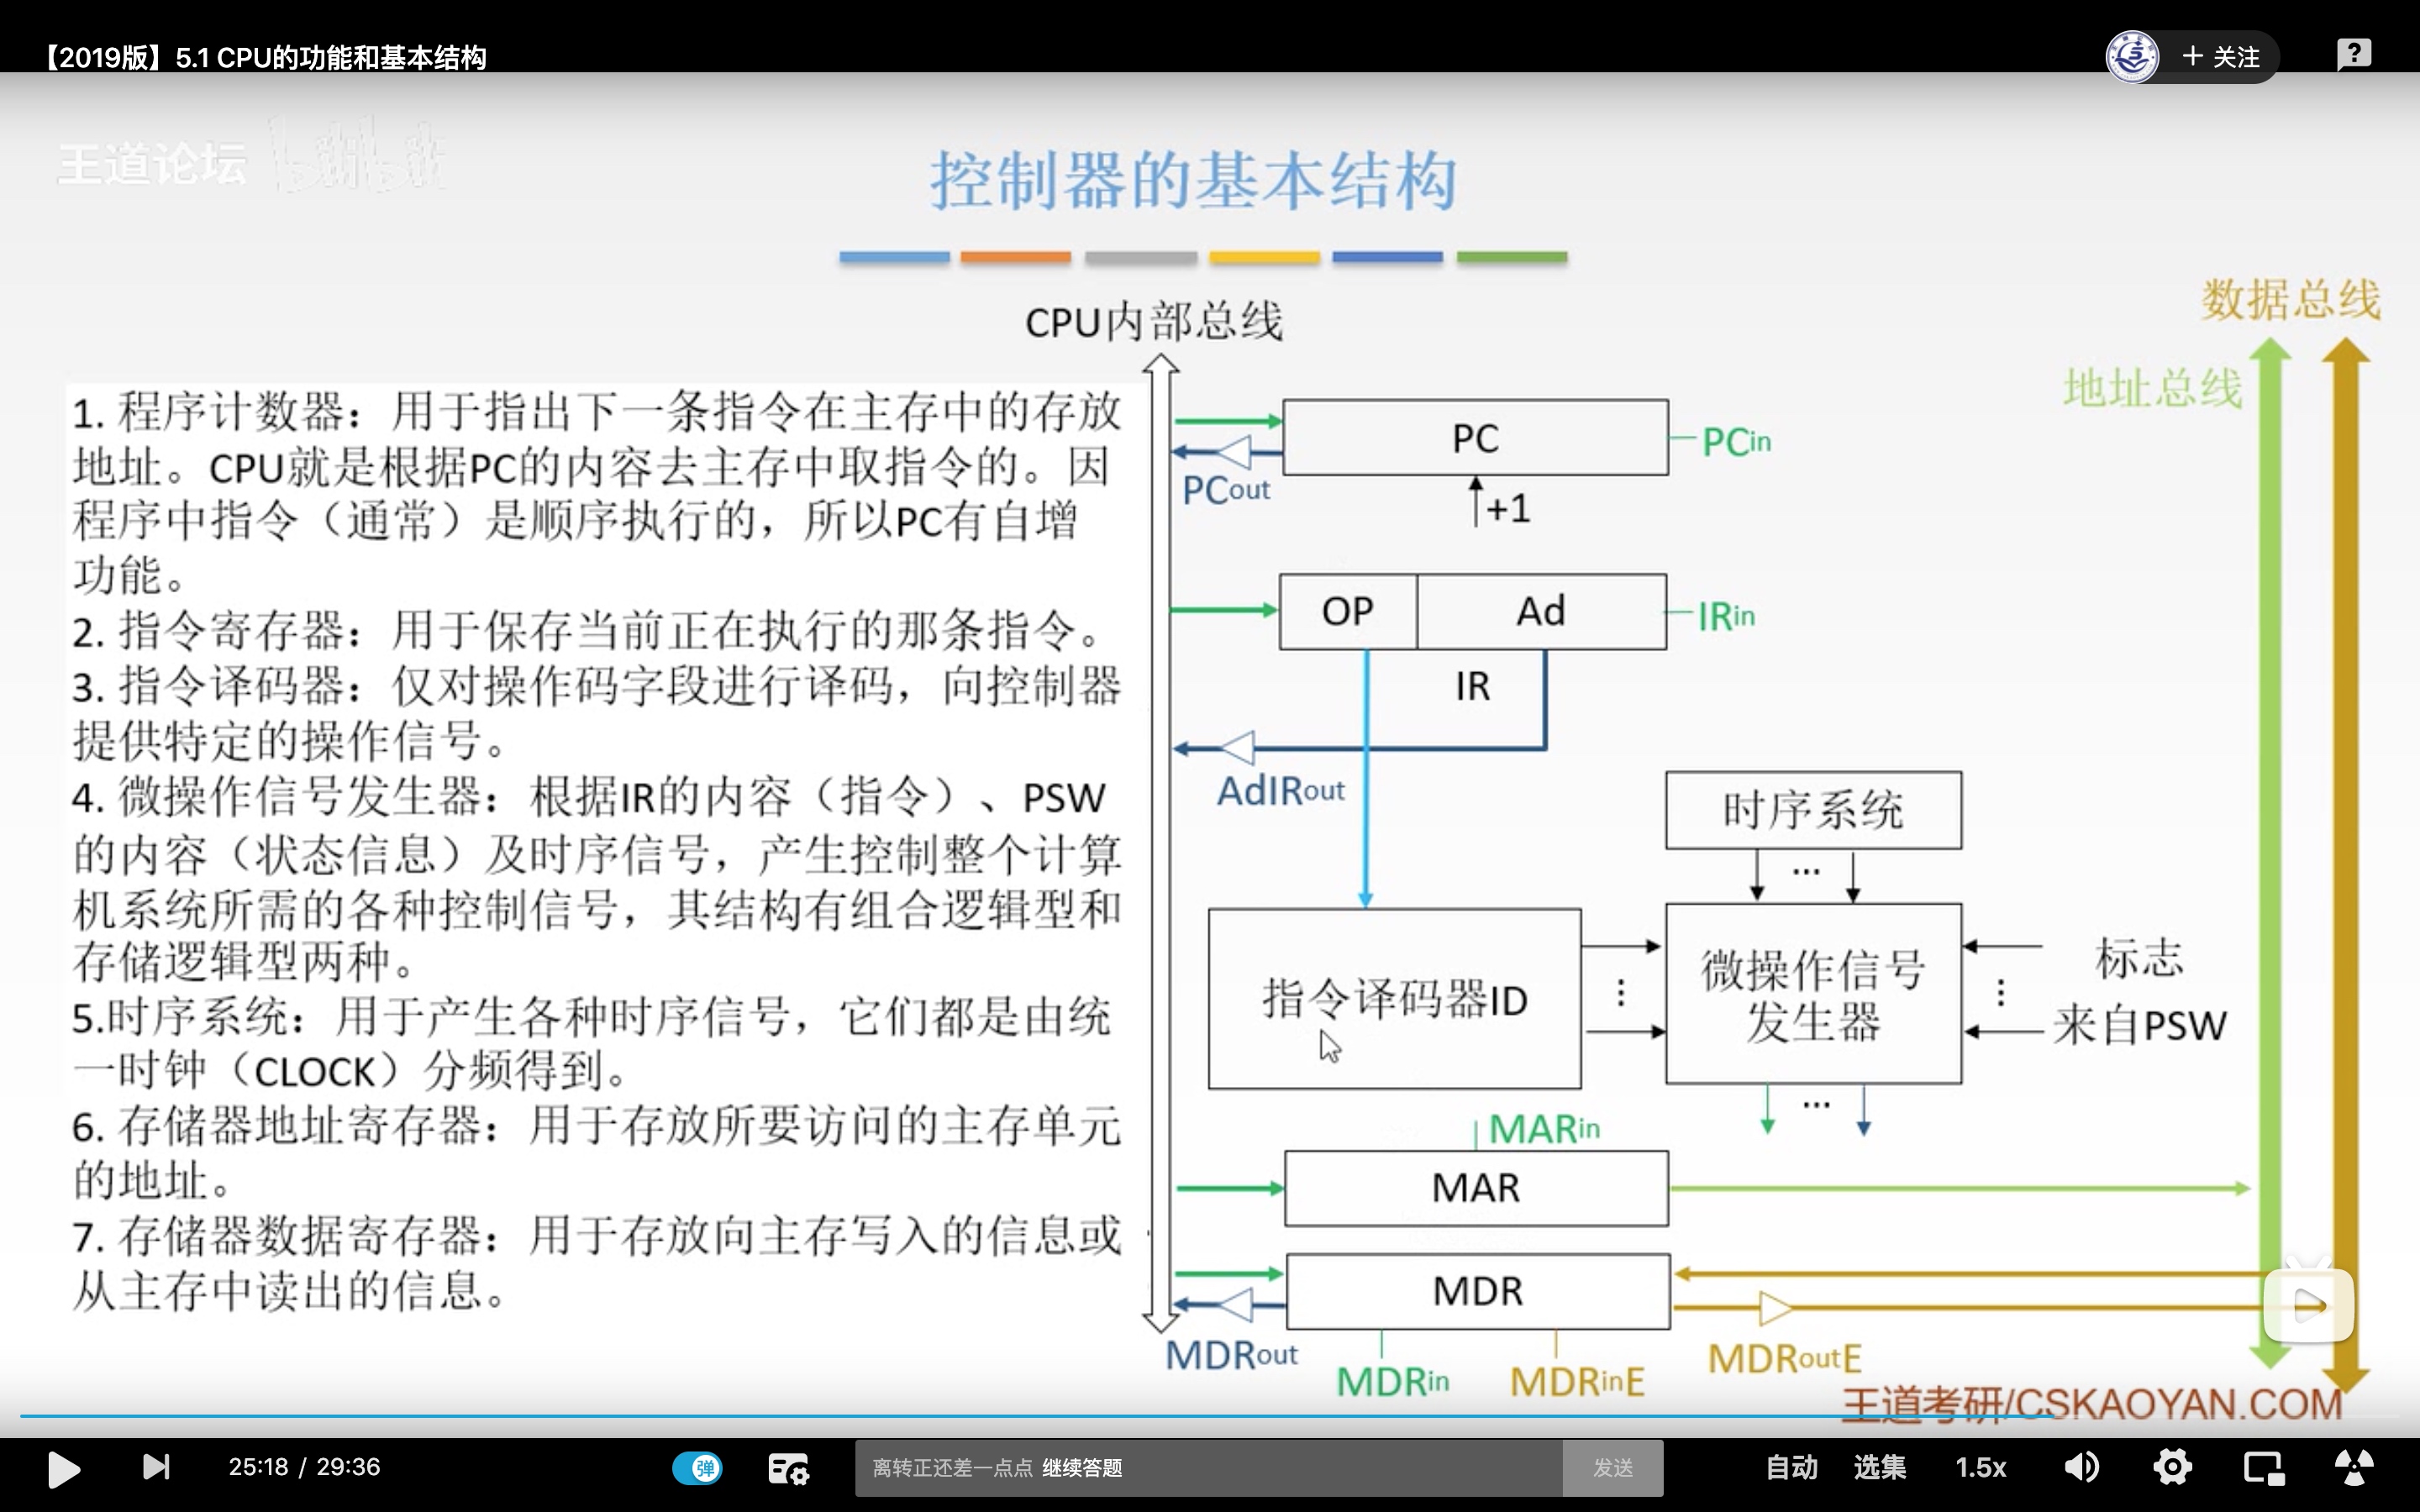 【2019版】5.1 CPU的功能和基本结构
+ 关注
王道论坛 bilibili
控制器的基本结构
CPU内部总线
数据总线
地址总线
1. 程序计数器：用于指出下一条指令在主存中的存放
地址。CPU就是根据PC的内容去主存中取指令的。因
程序中指令（通常）是顺序执行的，所以PC有自增
功能。
2. 指令寄存器：用于保存当前正在执行的那条指令。
3. 指令译码器：仅对操作码字段进行译码，向控制器
提供特定的操作信号。
4. 微操作信号发生器：根据IR的内容（指令）、PSW
的内容（状态信息）及时序信号，产生控制整个计算
机系统所需的各种控制信号，其结构有组合逻辑型和
存储逻辑型两种。
5.时序系统：用于产生各种时序信号，它们都是由统
一时钟（CLOCK）分频得到。
6. 存储器地址寄存器：用于存放所要访问的主存单元
的地址。
7. 存储器数据寄存器：用于存放向主存写入的信息或
从主存中读出的信息。
PC
PCin
PCout
+1
OP
Ad
IRin
IR
AdIRout
时序系统
...
指令译码器ID
微操作信号
发生器
标志
来自PSW
...
MARin
MAR
MDR
MDRout
MDRin
MDRinE
MDRoutE
王道考研/CSKAOYAN.COM
25:18 / 29:36
弹
离转正还差一点点 继续答题
发送
自动
选集
1.5x